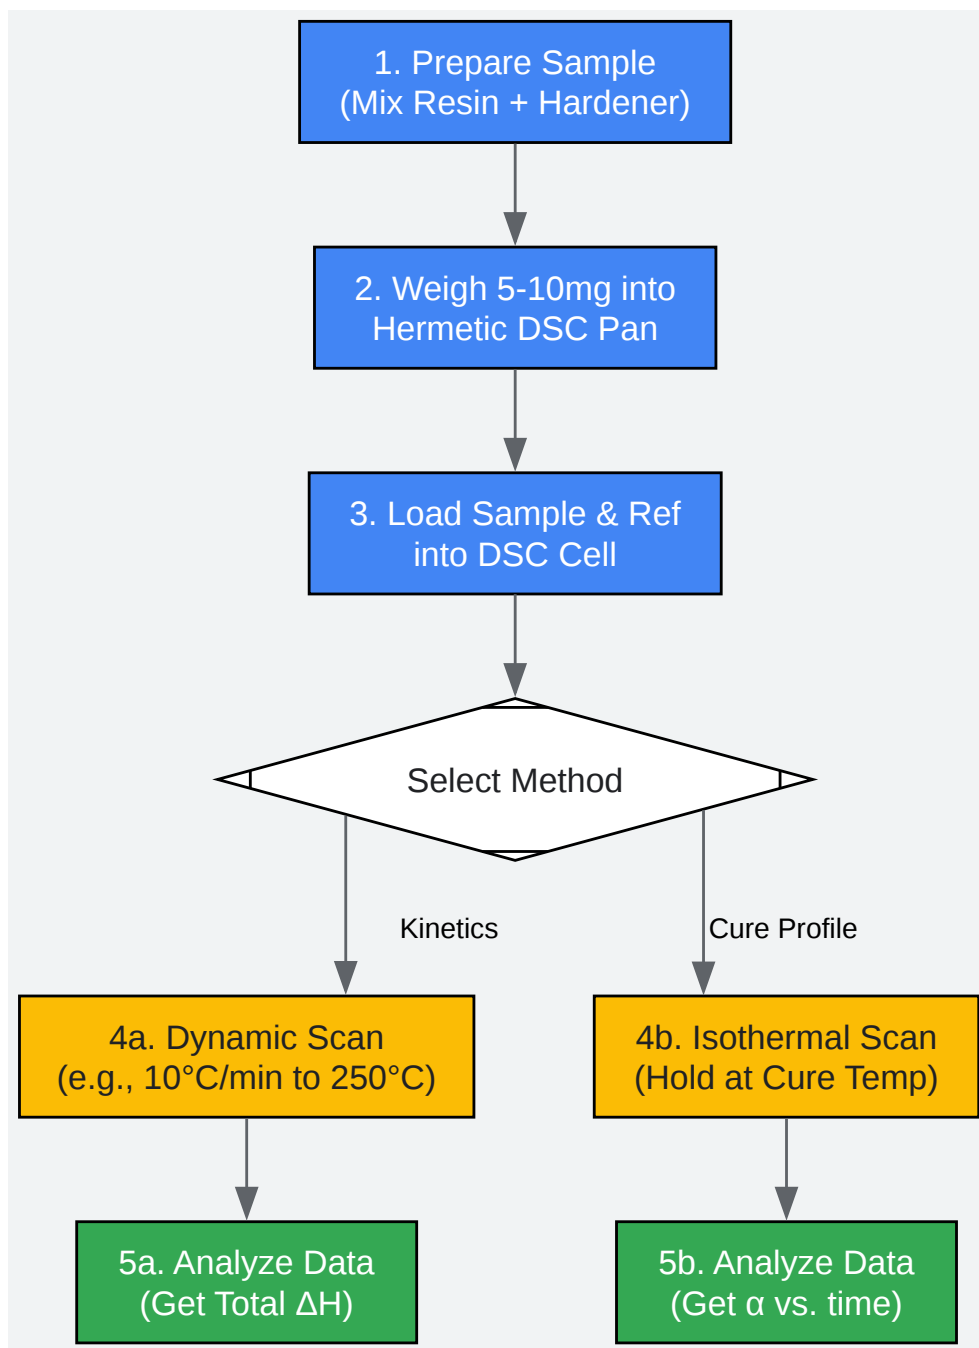 1. Prepare Sample
(Mix Resin + Hardener)
2. Weigh 5-10mg into
Hermetic DSC Pan
3. Load Sample & Ref
into DSC Cell
Select Method
Kinetics
Cure Profile
4a. Dynamic Scan
(e.g., 10°C/min to 250°C)
4b. Isothermal Scan
(Hold at Cure Temp)
5a. Analyze Data
(Get Total ΔH)
5b. Analyze Data
(Get α vs. time)